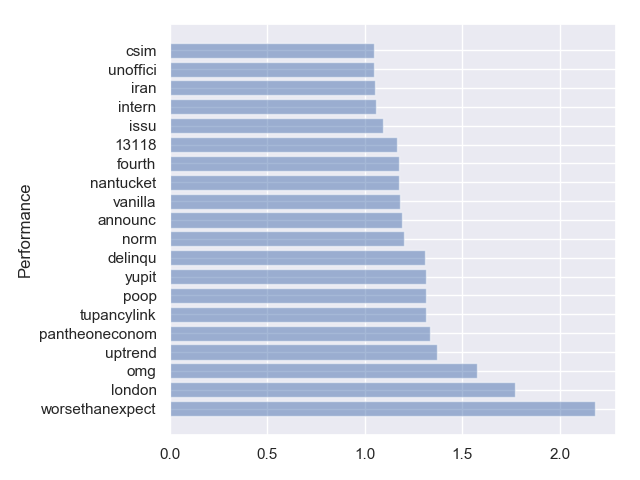 csim
unoffici
iran
intern
issu
13118
fourth
nantucket
vanilla
announc
norm
delinqu
yupit
poop
tupancylink
pantheoneconom
uptrend
omg
london
worsethanexpect
Performance
0.0 0.5 1.0 1.5 2.0